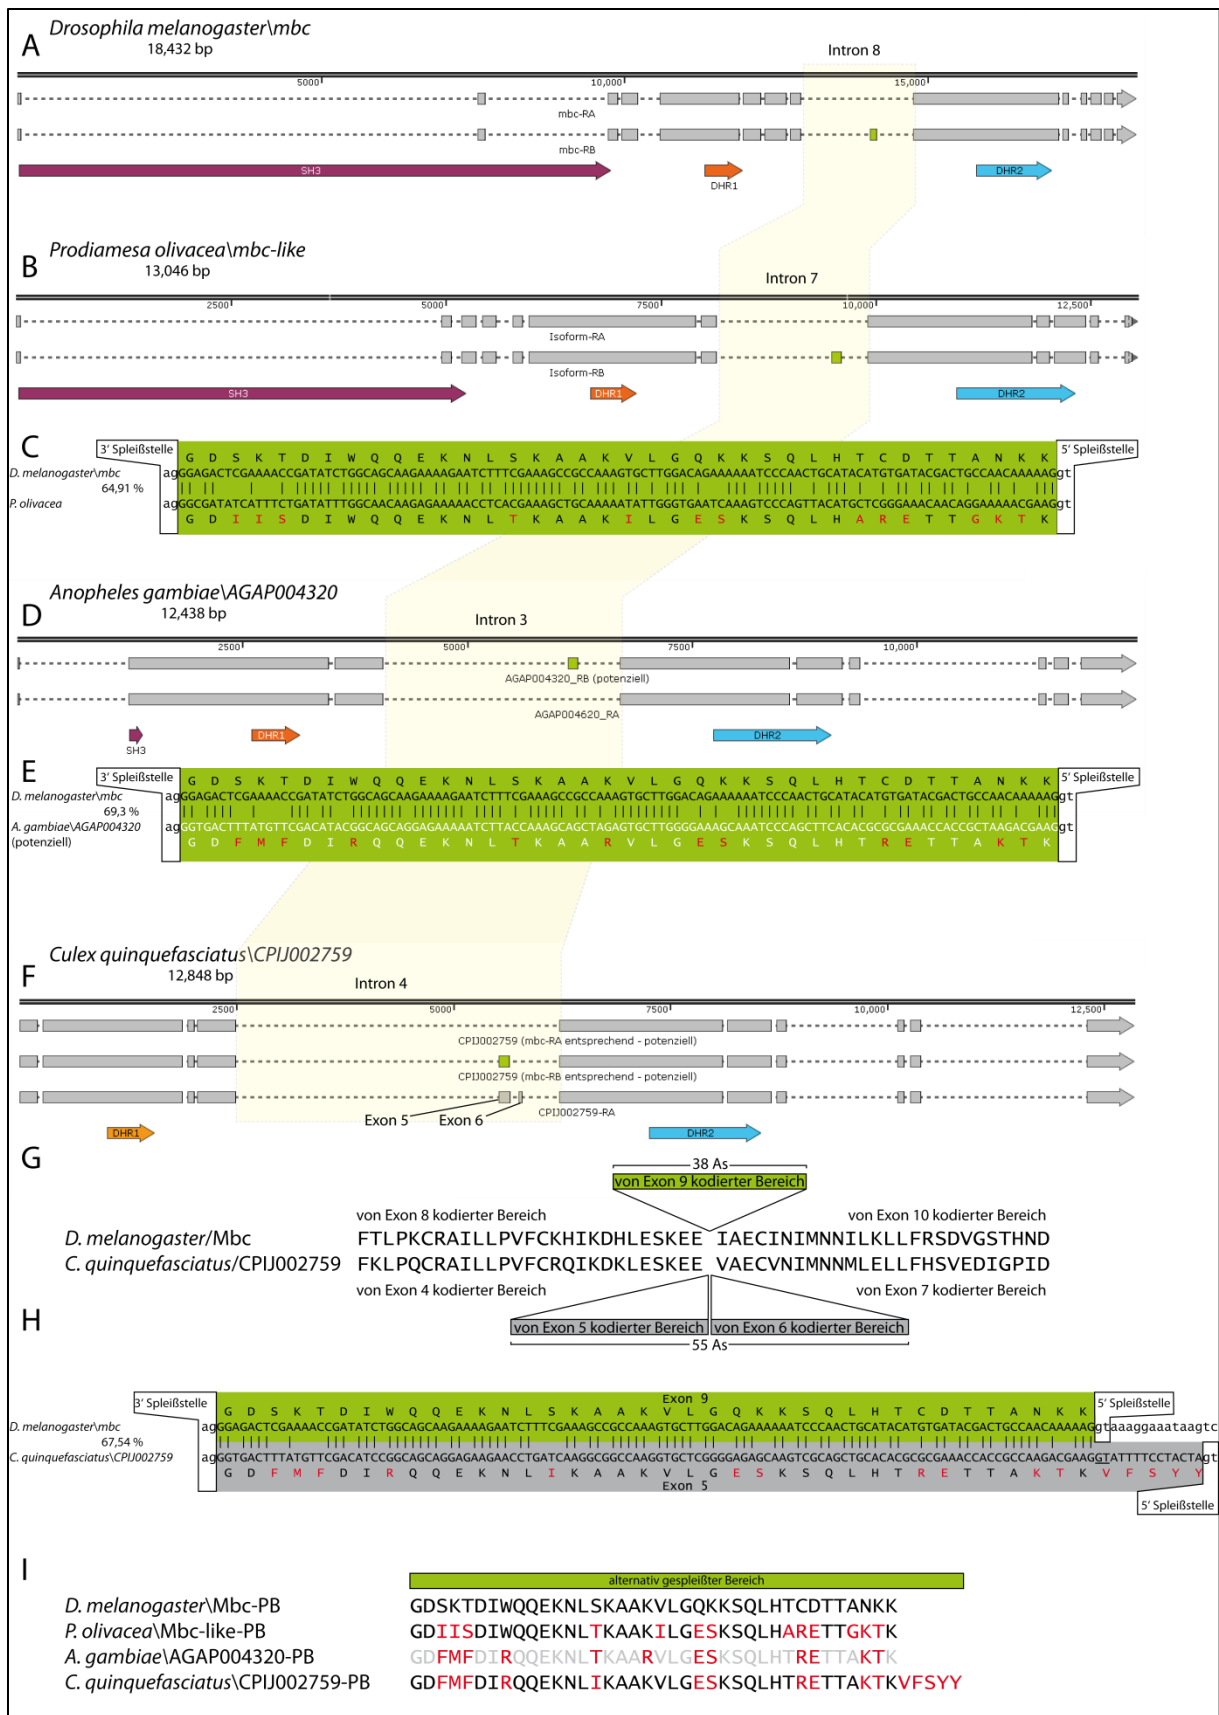 A Drosophila melanogaster\mbc
18,432 bp
Intron 8
5000 10,000 15,000
mbc-RA
mbc-RB
SH3 DHR1 DHR2
B Prodiamesa olivacea\mbc-like
13,046 bp
Intron 7
2500 5000 7500 10,000 12,500
Isoform-RA
Isoform-RB
SH3 DHR1 DHR2
C 3' Spleißstelle 5' Spleißstelle
G D S K T D I W Q Q E K N L S K A A K V L G Q K K S Q L H T C D T T A N K K
D. melanogaster\mbc agGGAGACTCGAAAACCGATATCTGGCAGCAAGAAAAGAATCTTTCGAAAGCCGCCAAAGTGCTTGGACAGAAAAAATCCCAACTGCATACATGTGATACGACTGCCAACAAAAAGgt
64,91 %
P. olivacea agGGCGATATCATTTCTGATATTTGGCAACAAGAGAAAAACCTCACGAAAGCTGCAAAAATATTGGGTGAATCAAAGTCCCAGTTACATGCTCGGGAAACAACAGGAAAAACGAAGgt
G D I I S D I W Q Q E K N L T K A A K I L G E S K S Q L H A R E T T G K T K
D Anopheles gambiae\AGAP004320
12,438 bp
Intron 3
2500 5000 7500 10,000
AGAP004320_RB (potenziell)
AGAP004620_RA
SH3 DHR1 DHR2
E 3' Spleißstelle 5' Spleißstelle
G D S K T D I W Q Q E K N L S K A A K V L G Q K K S Q L H T C D T T A N K K
D. melanogaster\mbc agGGAGACTCGAAAACCGATATCTGGCAGCAAGAAAAGAATCTTTCGAAAGCCGCCAAAGTGCTTGGACAGAAAAAATCCCAACTGCATACATGTGATACGACTGCCAACAAAAAGgt
69,3 %
A. gambiae\AGAP004320 agGGTGACTTTATGTTCGACATACGGCAGCAGGAGAAAAATCTTACCAAAGCAGCTAGAGTGCTTGGGGAAAGCAAATCCCAGCTTCACACGCGCGAAACCACCGCTAAGACGAAGgt
(potenziell) G D F M F D I R Q Q E K N L T K A A R V L G E S K S Q L H T R E T T A K T K
F Culex quinquefasciatus\CPIJ002759
12,848 bp
Intron 4
2500 5000 7500 10,000 12,500
CPIJ002759 (mbc-RA entsprechend - potenziell)
CPIJ002759 (mbc-RB entsprechend - potenziell)
CPIJ002759-RA
Exon 5 Exon 6
DHR1 DHR2
G
38 As
von Exon 9 kodierter Bereich
von Exon 8 kodierter Bereich von Exon 10 kodierter Bereich
D. melanogaster/Mbc FTLPKCRAILLPVFCKHIKDHLESKEE IAECINIMNNILKLLFRSDVGSTHND
C. quinquefasciatus/CPIJ002759 FKLPQCRAILLPVFCRQIKDKLESKEE VAECVNIMNNMLELLFHSVEDIGPID
von Exon 4 kodierter Bereich von Exon 7 kodierter Bereich
H
von Exon 5 kodierter Bereich von Exon 6 kodierter Bereich
55 As
3' Spleißstelle Exon 9 5' Spleißstelle
G D S K T D I W Q Q E K N L S K A A K V L G Q K K S Q L H T C D T T A N K K
D. melanogaster\mbc agGGAGACTCGAAAACCGATATCTGGCAGCAAGAAAAGAATCTTTCGAAAGCCGCCAAAGTGCTTGGACAGAAAAAATCCCAACTGCATACATGTGATACGACTGCCAACAAAAAGgtaaaggaaataagtc
67,54 %
C. quinquefasciatus\CPIJ002759 agGGTGACTTTATGTTCGACATCCGGCAGCAGGAGAAGAACCTGATCAAGGCGGCCAAGGTGCTCGGGGAGAGCAAGTCGCAGCTGCACACGCGCGAAACCACCGCCAAGACGAAGGTATTTTCCTACTAgt
G D F M F D I R Q Q E K N L I K A A K V L G E S K S Q L H T R E T T A K T K V F S Y Y
Exon 5
5' Spleißstelle
I
alternativ gespleißter Bereich
D. melanogaster\Mbc-PB GDSKTDIWQQEKNLSKAAKVLGQKKSQLHTCDTTANKK
P. olivacea\Mbc-like-PB GDIISDIWQQEKNLTKAAKILGESKSQLHARETTGKTK
A. gambiae\AGAP004320-PB GDFMFDIRQQEKNLTKAARVLGESKSQLHTRETTAKTK
C. quinquefasciatus\CPIJ002759-PB GDFMFDIRQQEKNLIKAAKVLGESKSQLHTRETTAKTKVFSYY